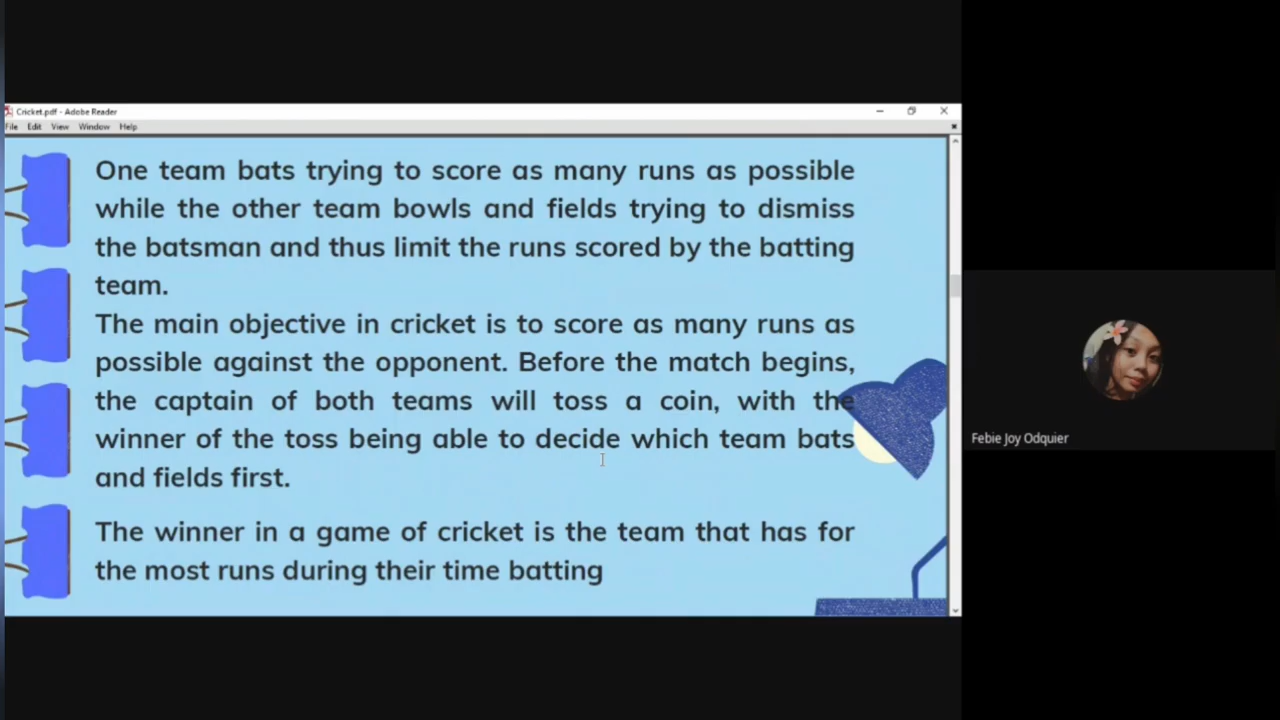 Cricket.pdf - Adobe Reader
File Edit View Window Help
One team bats trying to score as many runs as possible
while the other team bowls and fields trying to dismiss
the batsman and thus limit the runs scored by the batting
team.
The main objective in cricket is to score as many runs as
possible against the opponent. Before the match begins,
the captain of both teams will toss a coin, with the
winner of the toss being able to decide which team bats
and fields first.
The winner in a game of cricket is the team that has for
the most runs during their time batting
Febie Joy Odquier